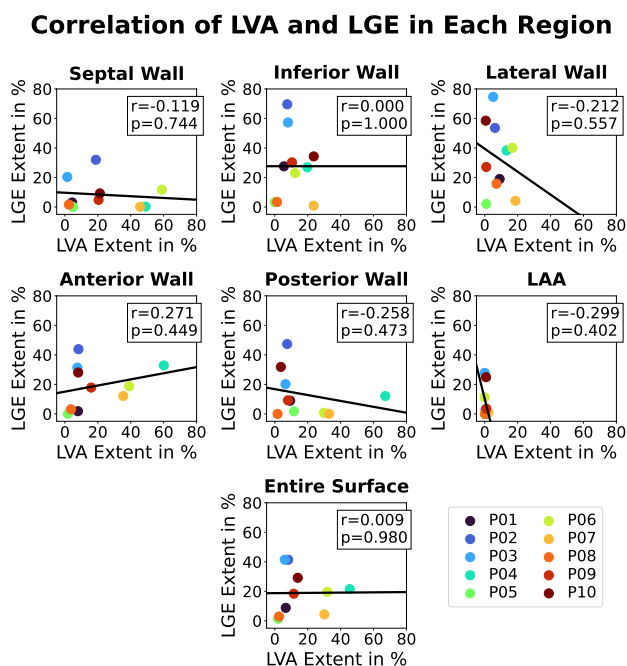 Correlation of LVA and LGE in Each Region
Septal Wall
Inferior Wall
Lateral Wall
LGE Extent in %
80
60
40
20
0
r=-0.119
p=0.744
0 20 40 60 80
LVA Extent in %
LGE Extent in %
80
60
40
20
0
r=0.000
p=1.000
0 20 40 60 80
LVA Extent in %
LGE Extent in %
80
60
40
20
0
r=-0.212
p=0.557
0 20 40 60 80
LVA Extent in %
Anterior Wall
Posterior Wall
LAA
LGE Extent in %
80
60
40
20
0
r=0.271
p=0.449
0 20 40 60 80
LVA Extent in %
LGE Extent in %
80
60
40
20
0
r=-0.258
p=0.473
0 20 40 60 80
LVA Extent in %
LGE Extent in %
80
60
40
20
0
r=-0.299
p=0.402
0 20 40 60 80
LVA Extent in %
Entire Surface
LGE Extent in %
80
60
40
20
0
r=0.009
p=0.980
0 20 40 60 80
LVA Extent in %
P01 P06
P02 P07
P03 P08
P04 P09
P05 P10